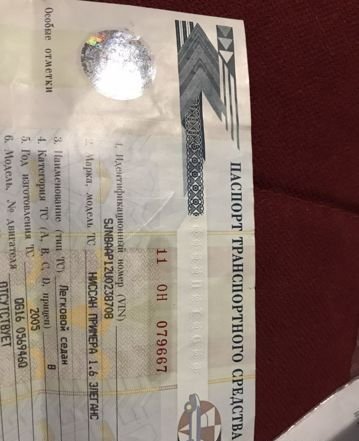 ПАСПОРТ ТРАНСПОРТНОГО СРЕДСТВА
11 ОН 079667
1. Идентификационный номер (VIN)
SJNBAAP12U0238708
2. Марка, модель ТС НИССАН ПРИМЕРА 1.6 ЭЛЕГАНС
3. Наименование (тип ТС) Легковой седан
4. Категория ТС (A, B, C, D, прицеп) В
5. Год изготовления ТС 2005
6. Модель, № двигателя QG16 056946Q
ОТСУТСТВУЕТ
Особые отметки